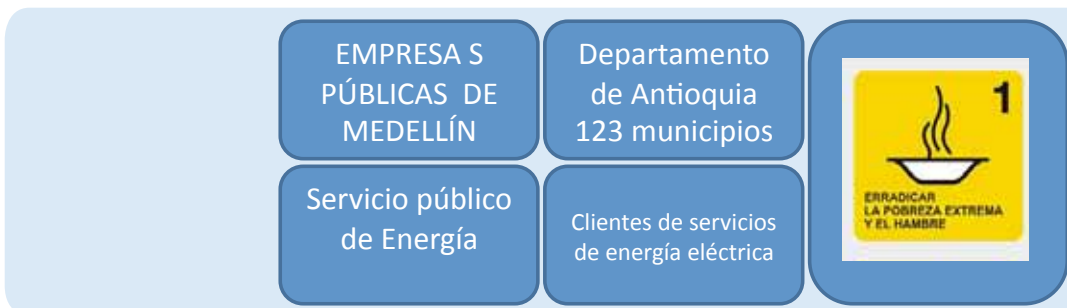 EMPRESA S
PÚBLICAS DE
MEDELLÍN
Departamento
de Antioquia
123 municipios
1
ERRADICAR
LA POBREZA EXTREMA
Y EL HAMBRE
Servicio público
de Energía
Clientes de servicios
de energía eléctrica